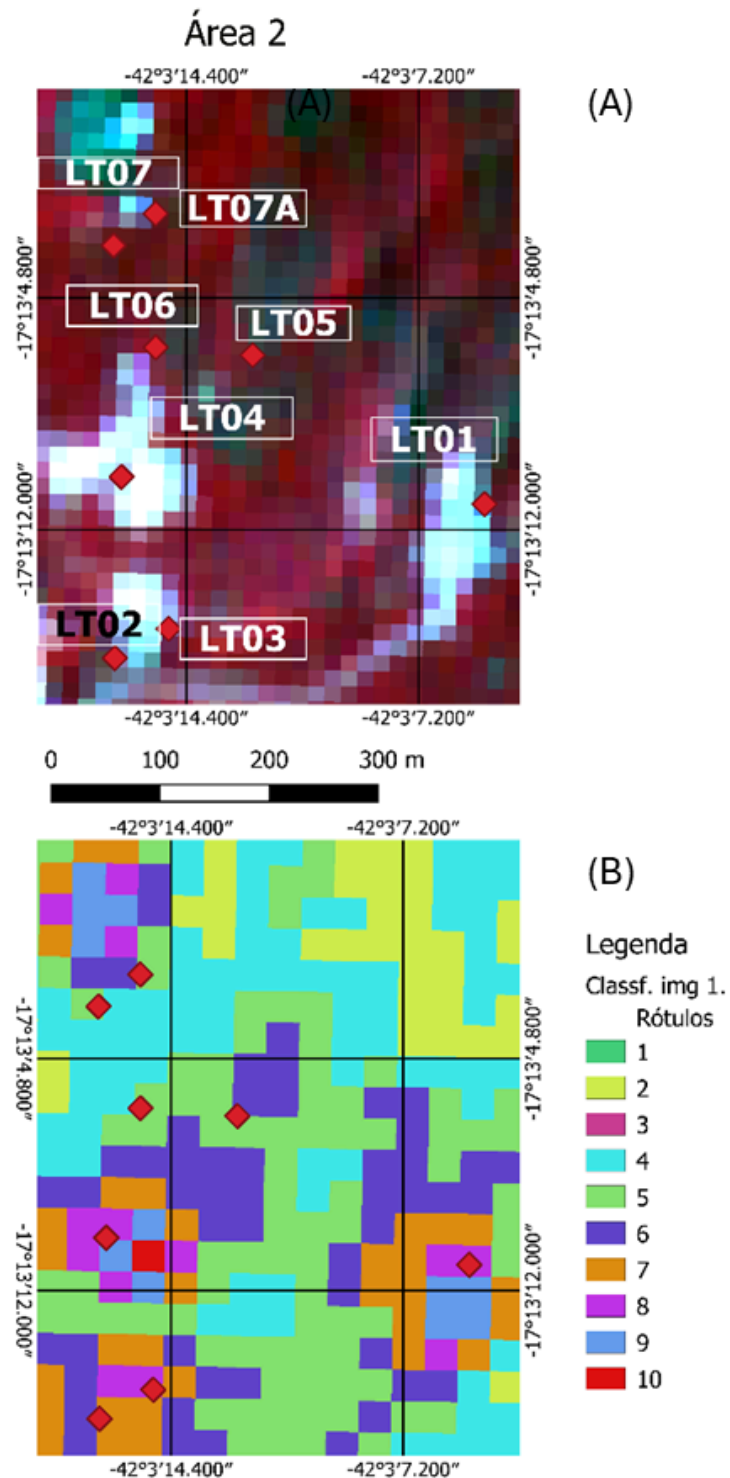 Área 2
-42°3'14.400" -42°3'7.200"
(A) (A)
LT07
LT07A
-17°13'4.800" -17°13'4.800"
LT06
LT05
LT04
LT01
-17°13'12.000" -17°13'12.000"
LT02
LT03
-42°3'14.400" -42°3'7.200"
0 100 200 300 m
-42°3'14.400" -42°3'7.200"
(B)
Legenda
Classf. img 1.
Rótulos
1
2
3
4
5
6
7
8
9
10
-17°13'4.800" -17°13'4.800"
-17°13'12.000" -17°13'12.000"
-42°3'14.400" -42°3'7.200"